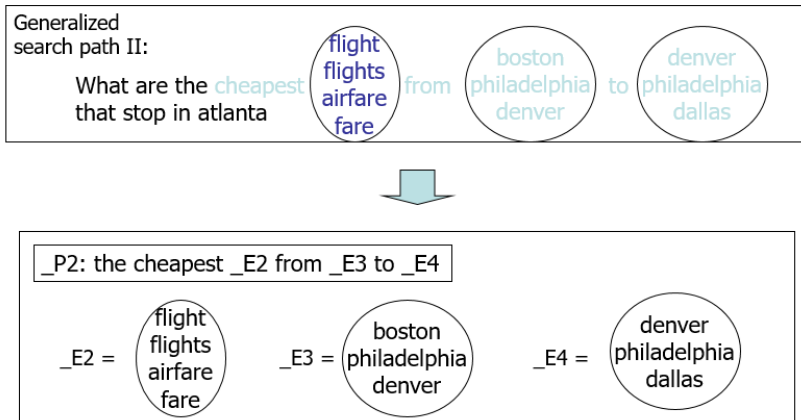 Generalized
search path II:
What are the cheapest flight flights airfare fare from boston philadelphia denver to denver philadelphia dallas
that stop in atlanta
_P2: the cheapest _E2 from _E3 to _E4
_E2 =
flight
flights
airfare
fare
_E3 =
boston
philadelphia
denver
_E4 =
denver
philadelphia
dallas